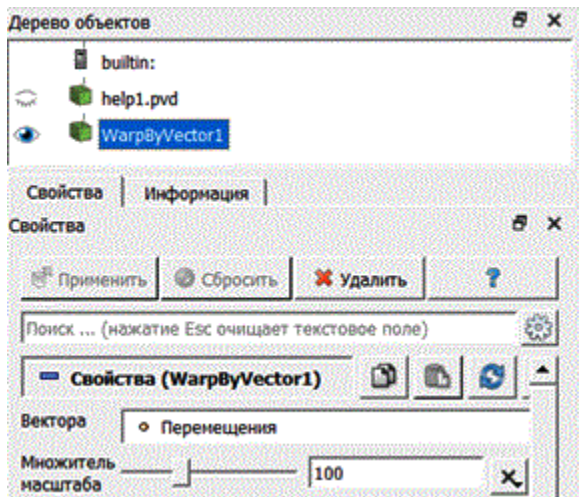 Дерево объектов
builtin:
help1.pvd
WarpByVector1
Свойства Информация
Свойства
Применить Сбросить Удалить ?
Поиск ... (нажатие Esc очищает текстовое поле)
Свойства (WarpByVector1)
Вектора Перемещения
Множитель масштаба 100